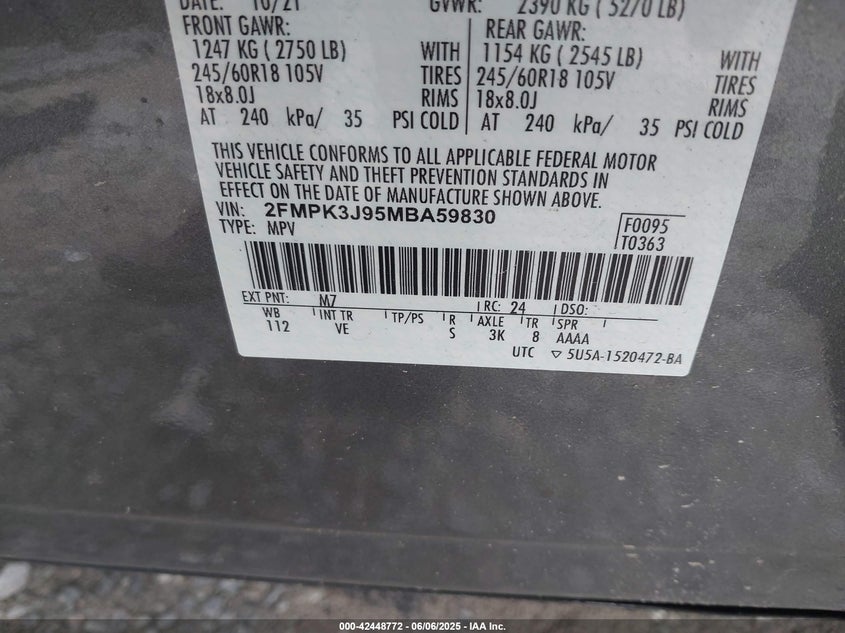 DATE: 10/21 GVWR: 2390 KG ( 5270 LB)
FRONT GAWR: REAR GAWR:
1247 KG ( 2750 LB) WITH 1154 KG ( 2545 LB) WITH
245/60R18 105V TIRES 245/60R18 105V TIRES
18x8.0J RIMS 18x8.0J RIMS
AT 240 kPa/ 35 PSI COLD AT 240 kPa/ 35 PSI COLD
THIS VEHICLE CONFORMS TO ALL APPLICABLE FEDERAL MOTOR
VEHICLE SAFETY AND THEFT PREVENTION STANDARDS IN
EFFECT ON THE DATE OF MANUFACTURE SHOWN ABOVE.
VIN: 2FMPK3J95MBA59830
TYPE: MPV
F0095
T0363
EXT PNT: M7 RC: 24 DSO:
WB INT TR TP/PS R AXLE TR SPR
112 VE S 3K 8 AAAA
UTC ▽ 5U5A-1520472-BA
000-42448772 - 06/06/2025 - IAA Inc.